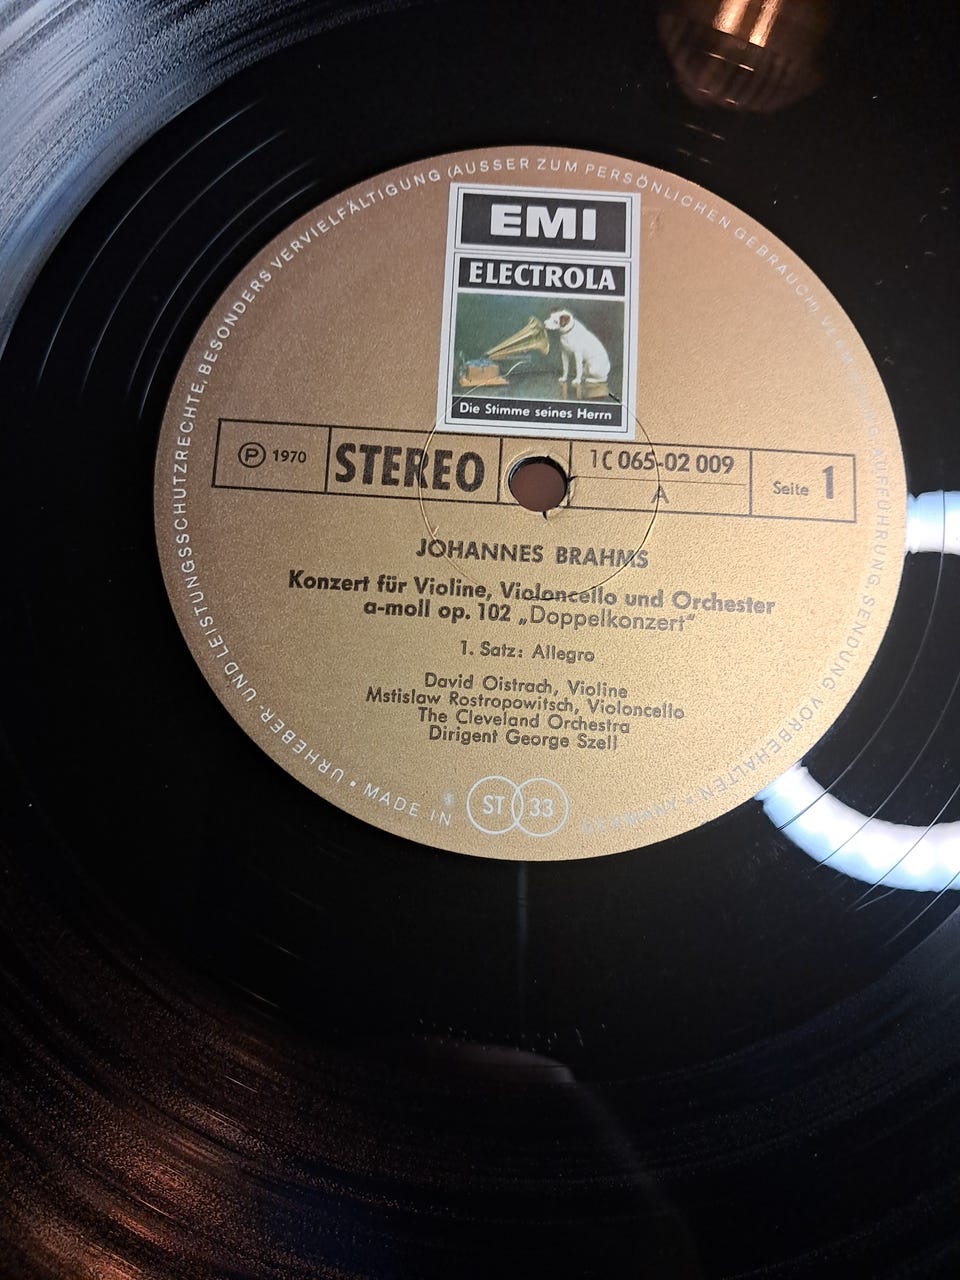 URHEBER- UND LEISTUNGSSCHUTZRECHTE, BESONDERS VERVIELFÄLTIGUNG (AUSSER ZUM PERSÖNLICHEN GEBRAUCH), VERMIETUNG, AUFFÜHRUNG, SENDUNG, VORBEHALTEN • MADE IN GERMANY •
EMI
ELECTROLA
Die Stimme seines Herrn
Ⓟ 1970
STEREO
1C 065-02 009
A
Seite 1
JOHANNES BRAHMS
Konzert für Violine, Violoncello und Orchester
a-moll op. 102 „Doppelkonzert“
1. Satz: Allegro
David Oistrach, Violine
Mstislaw Rostropowitsch, Violoncello
The Cleveland Orchestra
Dirigent George Szell
ST 33